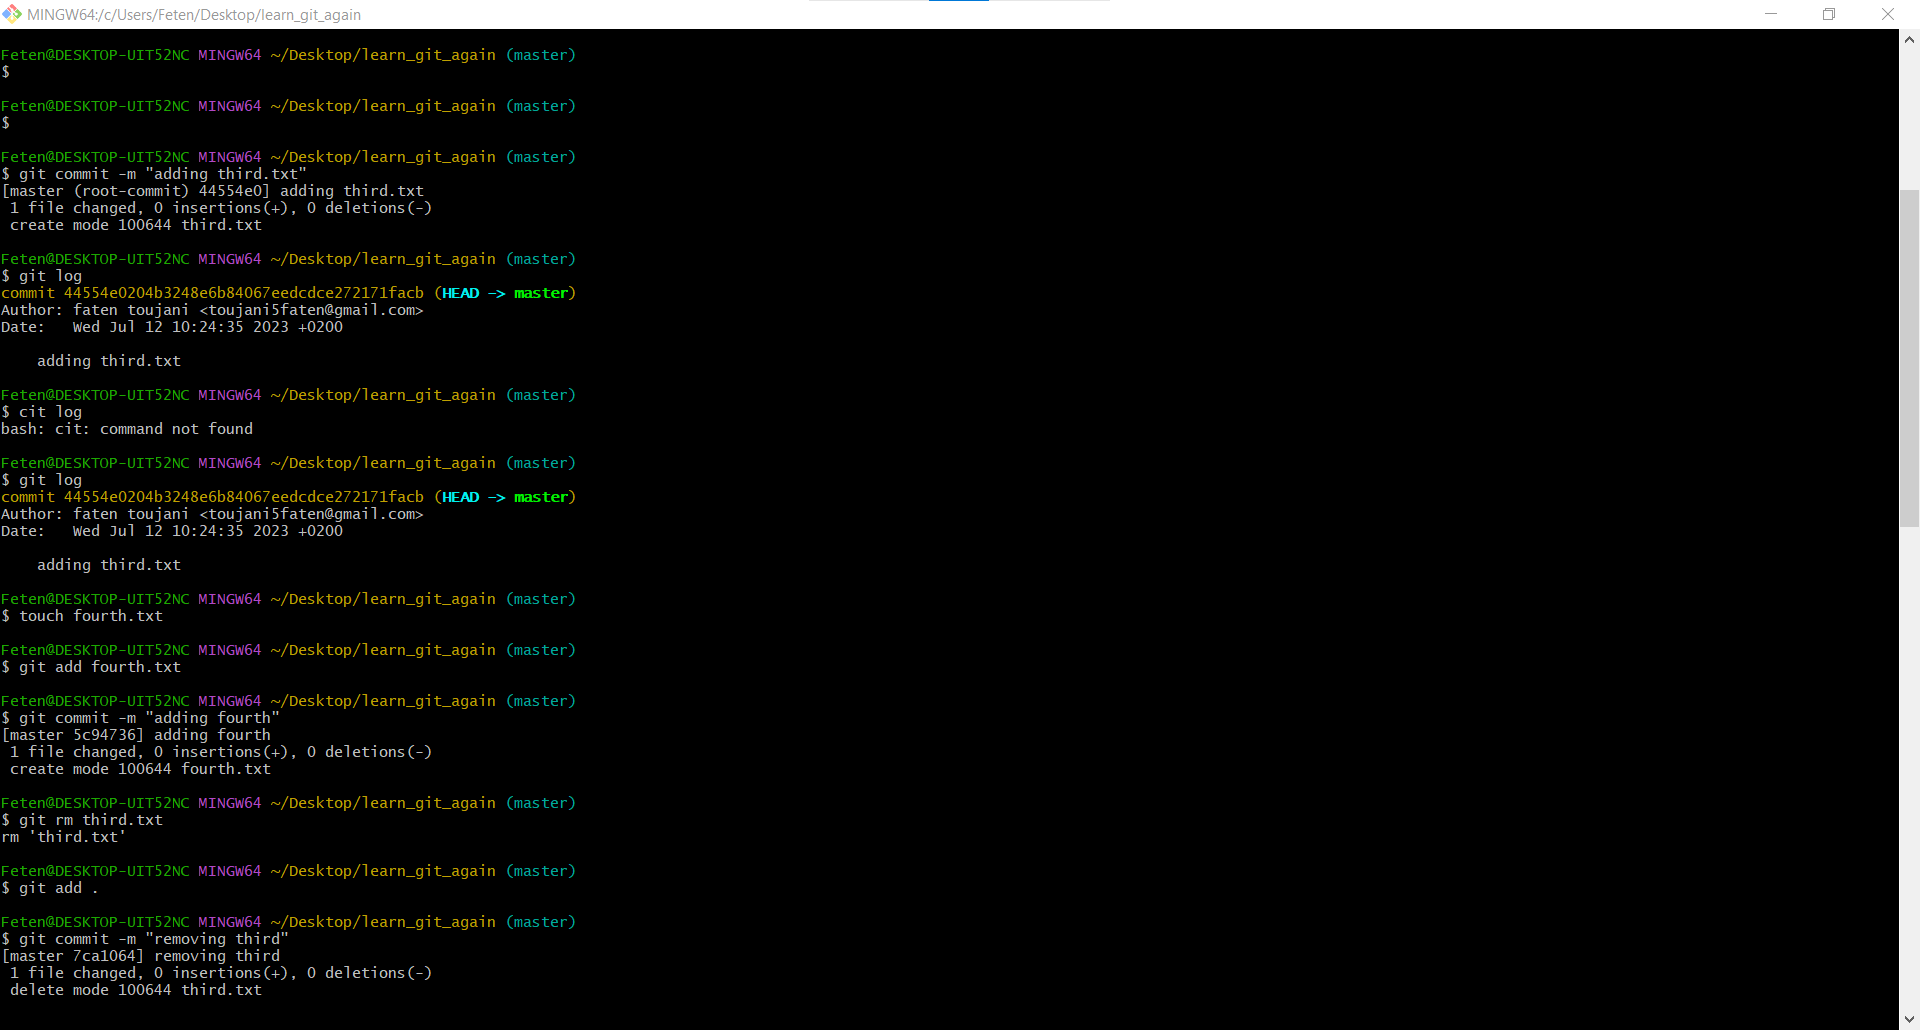 MINGW64:/c/Users/Feten/Desktop/learn_git_again
Feten@DESKTOP-UIT52NC MINGW64 ~/Desktop/learn_git_again (master)
$
Feten@DESKTOP-UIT52NC MINGW64 ~/Desktop/learn_git_again (master)
$
Feten@DESKTOP-UIT52NC MINGW64 ~/Desktop/learn_git_again (master)
$ git commit -m "adding third.txt"
[master (root-commit) 44554e0] adding third.txt
 1 file changed, 0 insertions(+), 0 deletions(-)
 create mode 100644 third.txt
Feten@DESKTOP-UIT52NC MINGW64 ~/Desktop/learn_git_again (master)
$ git log
commit 44554e0204b3248e6b84067eedcdce272171facb (HEAD -> master)
Author: faten toujani <toujani5faten@gmail.com>
Date:   Wed Jul 12 10:24:35 2023 +0200
    adding third.txt
Feten@DESKTOP-UIT52NC MINGW64 ~/Desktop/learn_git_again (master)
$ cit log
bash: cit: command not found
Feten@DESKTOP-UIT52NC MINGW64 ~/Desktop/learn_git_again (master)
$ git log
commit 44554e0204b3248e6b84067eedcdce272171facb (HEAD -> master)
Author: faten toujani <toujani5faten@gmail.com>
Date:   Wed Jul 12 10:24:35 2023 +0200
    adding third.txt
Feten@DESKTOP-UIT52NC MINGW64 ~/Desktop/learn_git_again (master)
$ touch fourth.txt
Feten@DESKTOP-UIT52NC MINGW64 ~/Desktop/learn_git_again (master)
$ git add fourth.txt
Feten@DESKTOP-UIT52NC MINGW64 ~/Desktop/learn_git_again (master)
$ git commit -m "adding fourth"
[master 5c94736] adding fourth
 1 file changed, 0 insertions(+), 0 deletions(-)
 create mode 100644 fourth.txt
Feten@DESKTOP-UIT52NC MINGW64 ~/Desktop/learn_git_again (master)
$ git rm third.txt
rm 'third.txt'
Feten@DESKTOP-UIT52NC MINGW64 ~/Desktop/learn_git_again (master)
$ git add .
Feten@DESKTOP-UIT52NC MINGW64 ~/Desktop/learn_git_again (master)
$ git commit -m "removing third"
[master 7ca1064] removing third
 1 file changed, 0 insertions(+), 0 deletions(-)
 delete mode 100644 third.txt